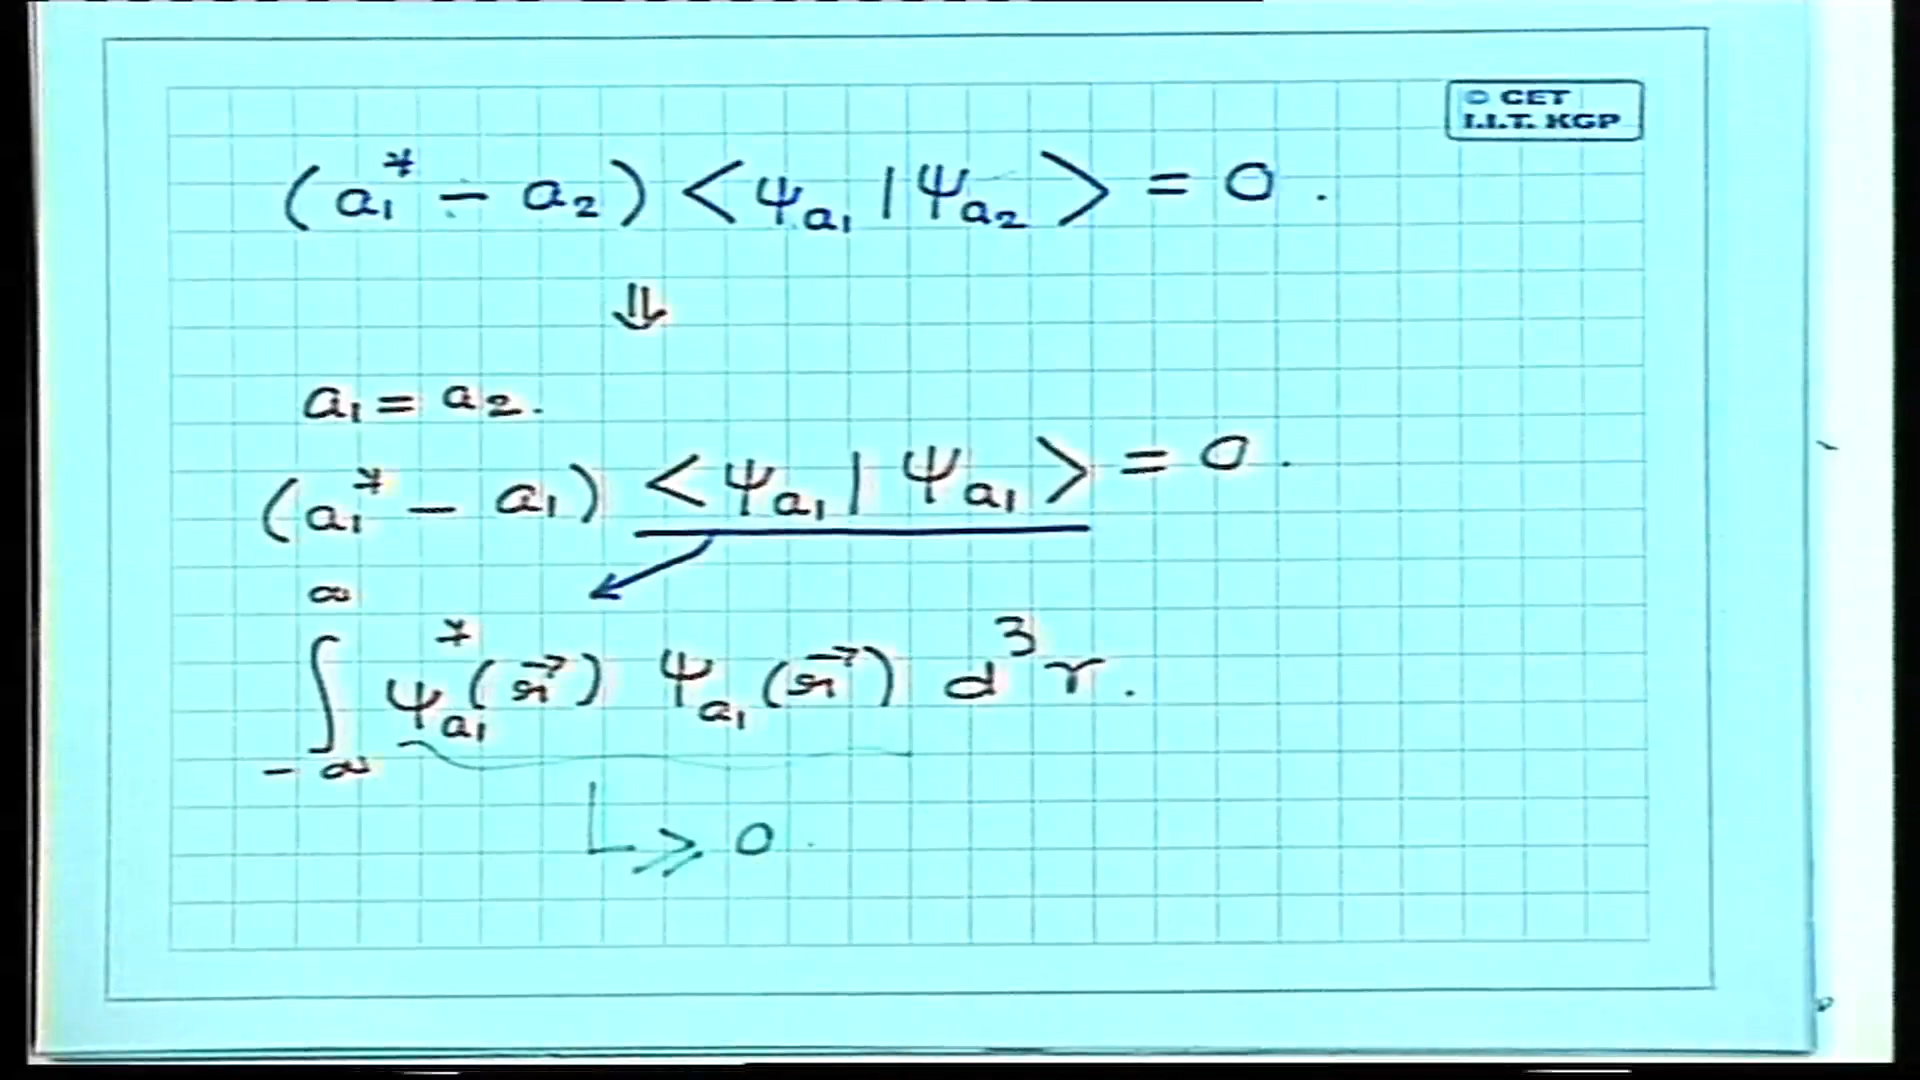 © CET
I.I.T. KGP
(a₁* − a₂) <ψₐ₁ | ψₐ₂> = 0 .
⇓
a₁ = a₂.
(a₁* − a₁) <ψₐ₁ | ψₐ₁> = 0 .
∞
∫ ψ*ₐ₁(r⃗) ψₐ₁(r⃗) d³r .
− ∞
≥ 0 .